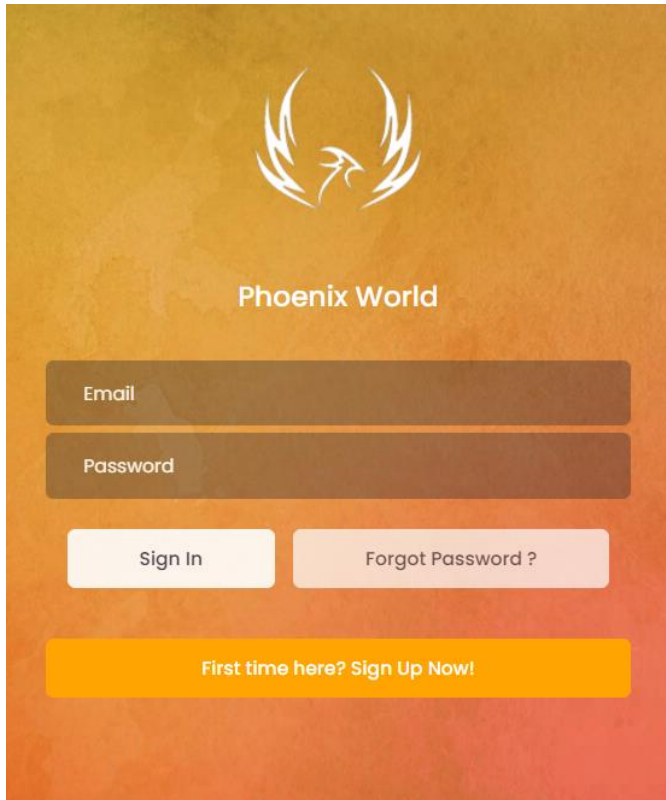 Phoenix World
Email
Password
Sign In
Forgot Password ?
First time here? Sign Up Now!